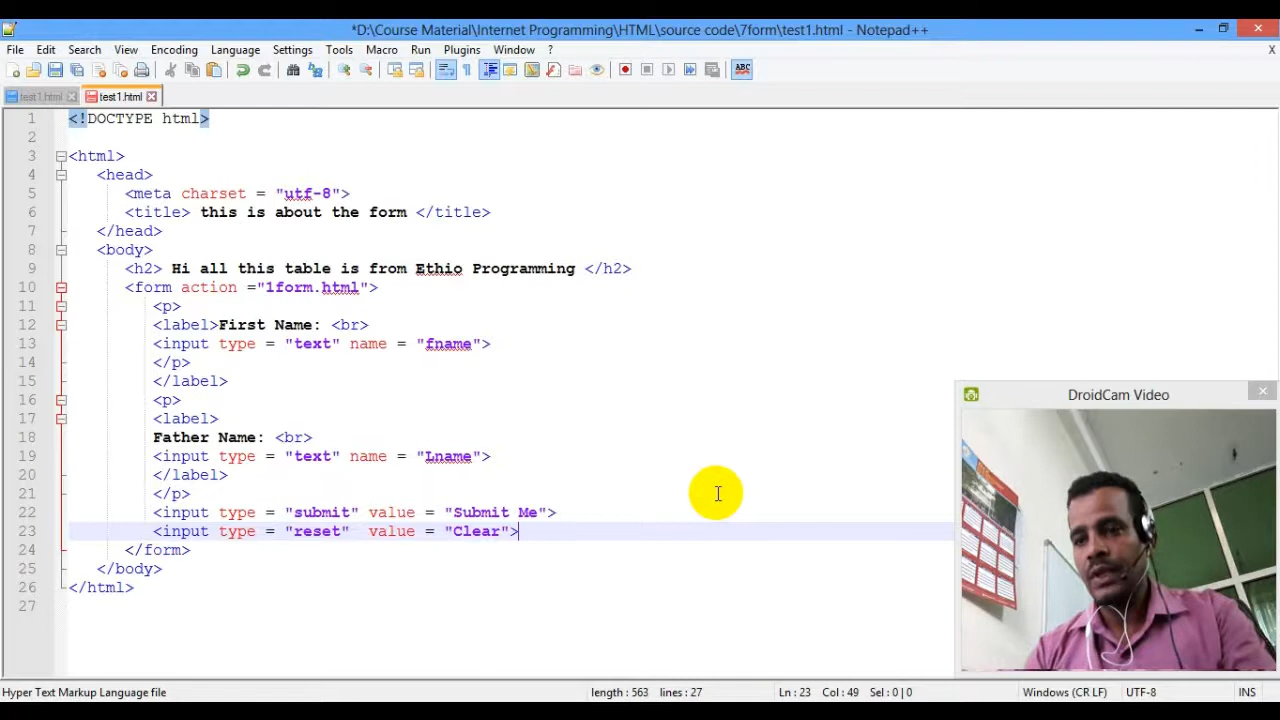 *D:\Course Material\Internet Programming\HTML\source code\7form\test1.html - Notepad++
File Edit Search View Encoding Language Settings Tools Macro Run Plugins Window ? X
ABC
test1.html test1.html
1 <!DOCTYPE html>
2
3 <html>
4 <head>
5 <meta charset = "utf-8">
6 <title> this is about the form </title>
7 </head>
8 <body>
9 <h2> Hi all this table is from Ethio Programming </h2>
10 <form action ="1form.html">
11 <p>
12 <label>First Name: <br>
13 <input type = "text" name = "fname">
14 </p>
15 </label>
16 <p>
17 <label>
18 Father Name: <br>
19 <input type = "text" name = "Lname">
20 </label>
21 </p>
22 <input type = "submit" value = "Submit Me">
23 <input type = "reset"  value = "Clear">
24 </form>
25 </body>
26 </html>
27
DroidCam Video
Hyper Text Markup Language file length : 563 lines : 27 Ln : 23 Col : 49 Sel : 0 | 0 Windows (CR LF) UTF-8 INS